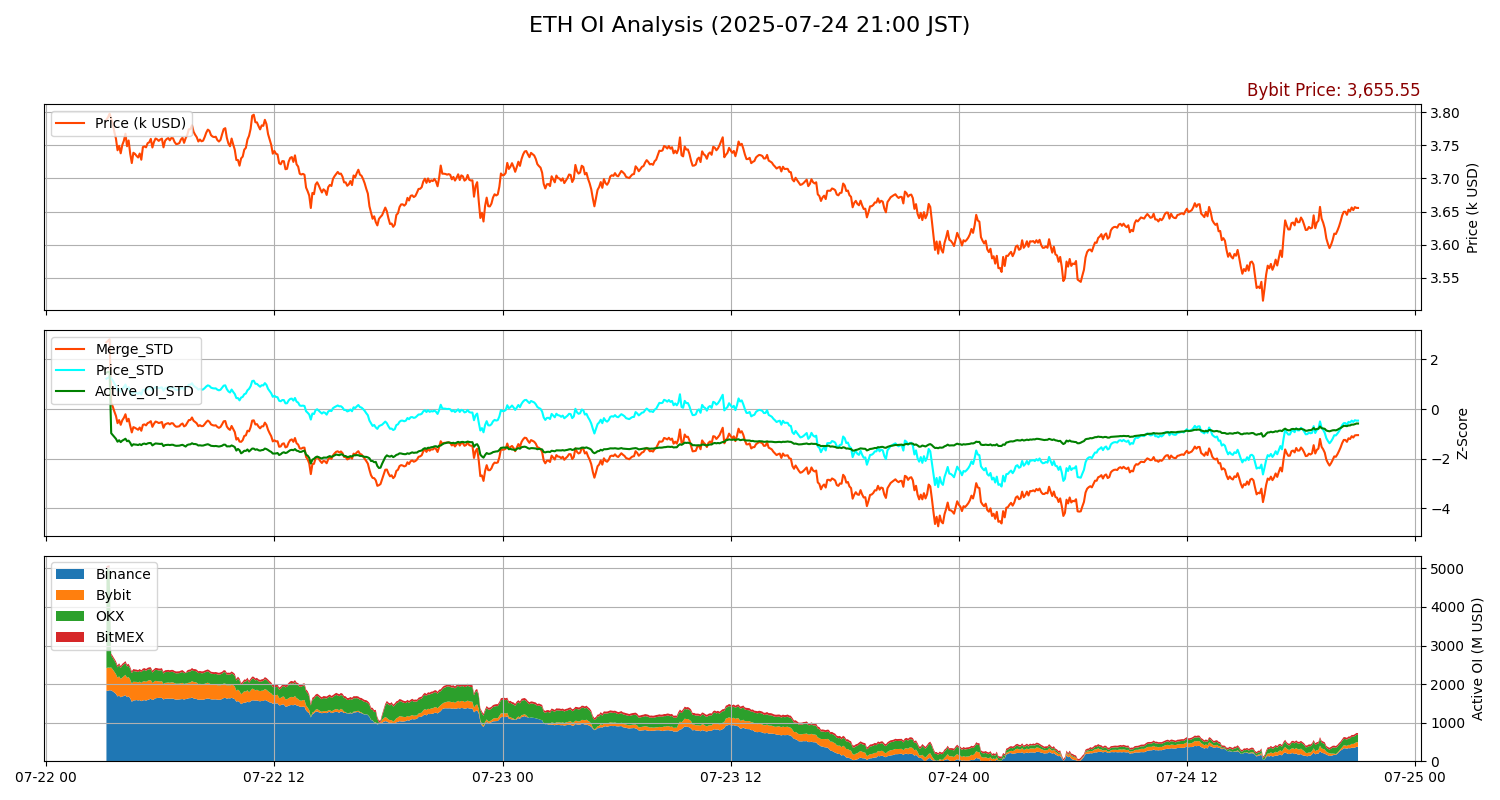 ETH OI Analysis (2025-07-24 21:00 JST)
Bybit Price: 3,655.55
Price (k USD)
3.80
3.75
3.70
3.65
3.60
3.55
Price (k USD)
Merge_STD
Price_STD
Active_OI_STD
2
0
−2
−4
Z-Score
Binance
Bybit
OKX
BitMEX
5000
4000
3000
2000
1000
0
Active OI (M USD)
07-22 00
07-22 12
07-23 00
07-23 12
07-24 00
07-24 12
07-25 00